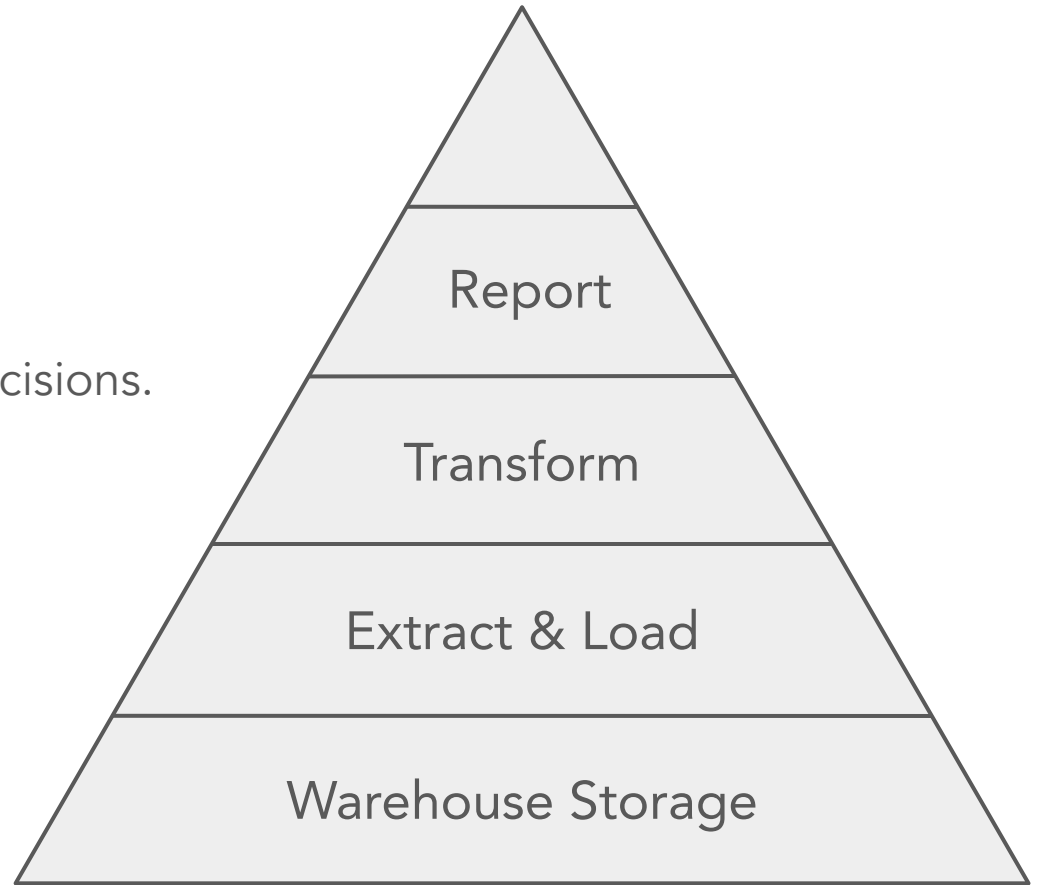 Report
cisions.
Transform
Extract & Load
Warehouse Storage